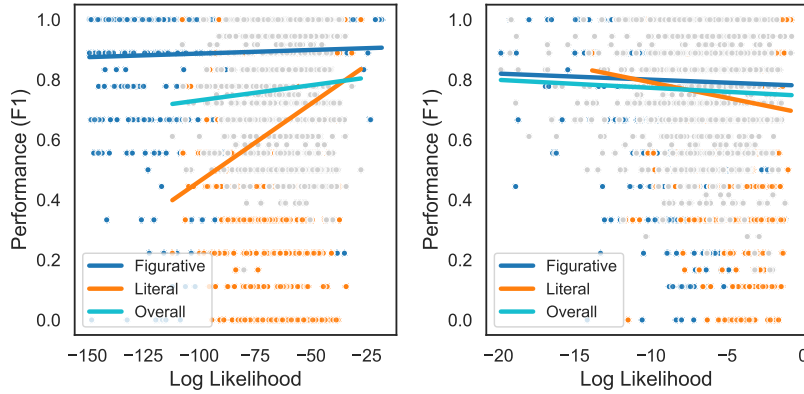 1.0
0.8
0.6
0.4
0.2
0.0
Performance (F1)
Figurative
Literal
Overall
−150 −125 −100 −75 −50 −25
Log Likelihood
1.0
0.8
0.6
0.4
0.2
0.0
Performance (F1)
Figurative
Literal
Overall
−20 −15 −10 −5 0
Log Likelihood